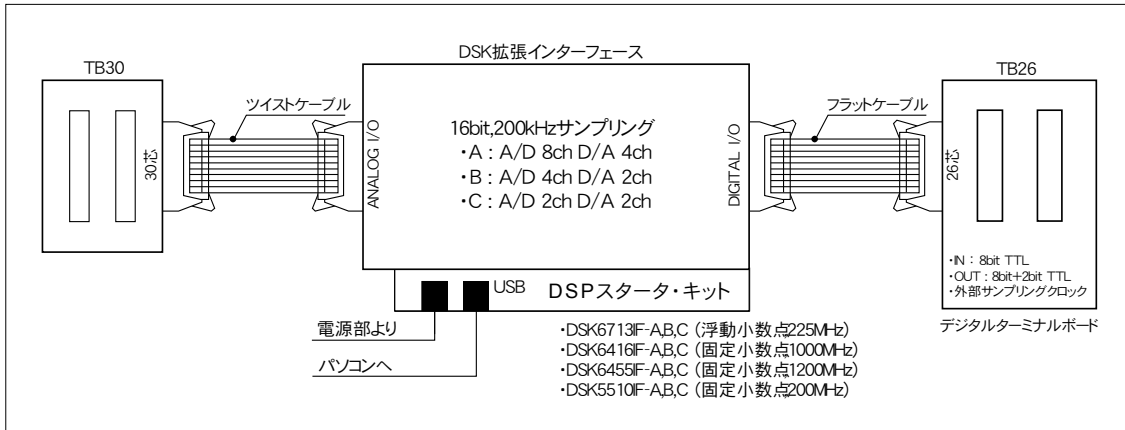 DSK拡張インターフェース
TB30
TB26
ツイストケーブル
フラットケーブル
30芯
ANALOG I/O
16bit,200kHzサンプリング
・A : A/D 8ch D/A 4ch
・B : A/D 4ch D/A 2ch
・C : A/D 2ch D/A 2ch
DIGITAL I/O
26芯
・IN : 8bit TTL
・OUT : 8bit+2bit TTL
・外部サンプリングクロック
USB
DSPスタータ・キット
デジタルターミナルボード
電源部より
パソコンへ
・DSK6713IF-A,B,C (浮動小数点225MHz)
・DSK6416IF-A,B,C (固定小数点1000MHz)
・DSK6455IF-A,B,C (固定小数点1200MHz)
・DSK5510IF-A,B,C (固定小数点200MHz)